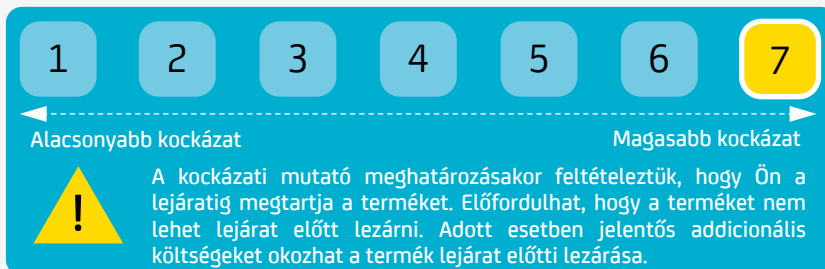 1 2 3 4 5 6 7
Alacsonyabb kockázat Magasabb kockázat
! A kockázati mutató meghatározásakor feltételeztük, hogy Ön a
lejáratig megtartja a terméket. Előfordulhat, hogy a terméket nem
lehet lejárat előtt lezárni. Adott esetben jelentős addicionális
költségeket okozhat a termék lejárat előtti lezárása.